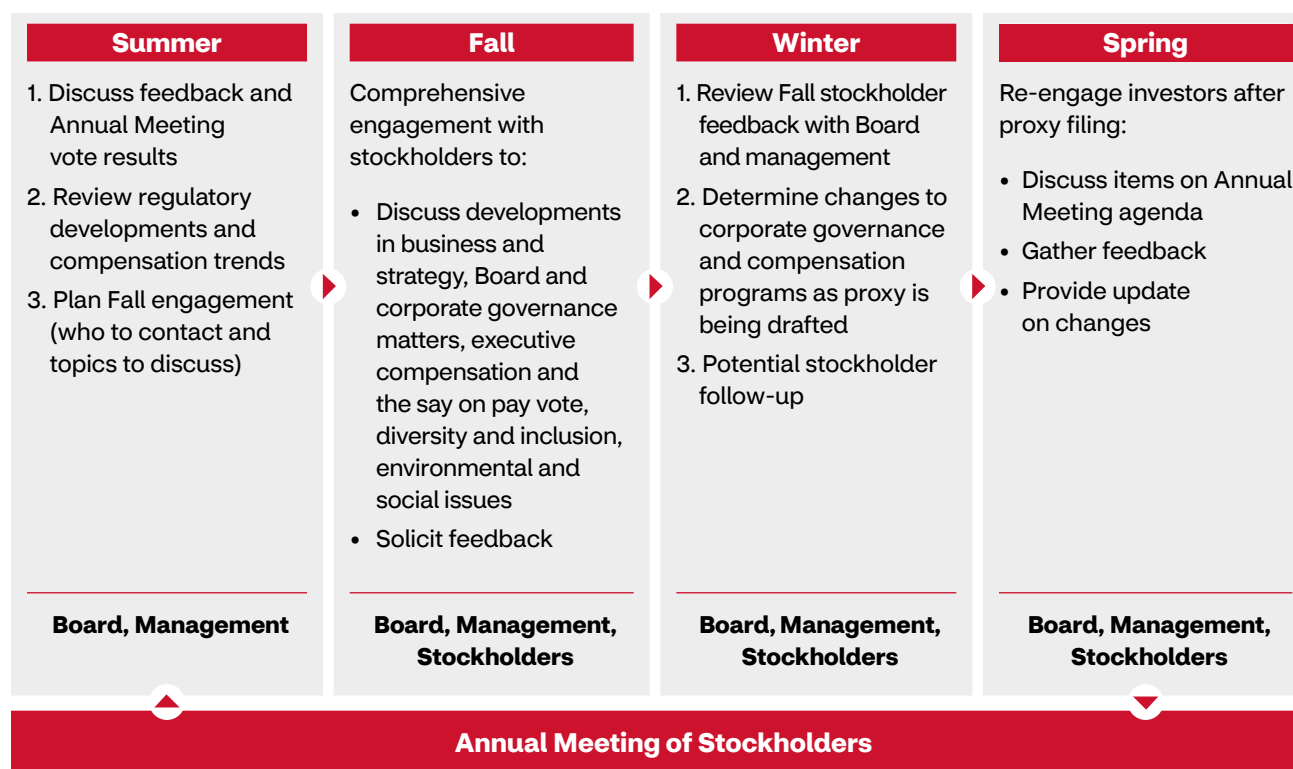 Summer
1. Discuss feedback and
Annual Meeting
vote results
2. Review regulatory
developments and
compensation trends
3. Plan Fall engagement
(who to contact and
topics to discuss)
Board, Management
Fall
Comprehensive
engagement with
stockholders to:
• Discuss developments
in business and
strategy, Board and
corporate governance
matters, executive
compensation and
the say on pay vote,
diversity and inclusion,
environmental and
social issues
• Solicit feedback
Board, Management,
Stockholders
Winter
1. Review Fall stockholder
feedback with Board
and management
2. Determine changes to
corporate governance
and compensation
programs as proxy is
being drafted
3. Potential stockholder
follow-up
Board, Management,
Stockholders
Spring
Re-engage investors after
proxy filing:
• Discuss items on Annual
Meeting agenda
• Gather feedback
• Provide update
on changes
Board, Management,
Stockholders
Annual Meeting of Stockholders